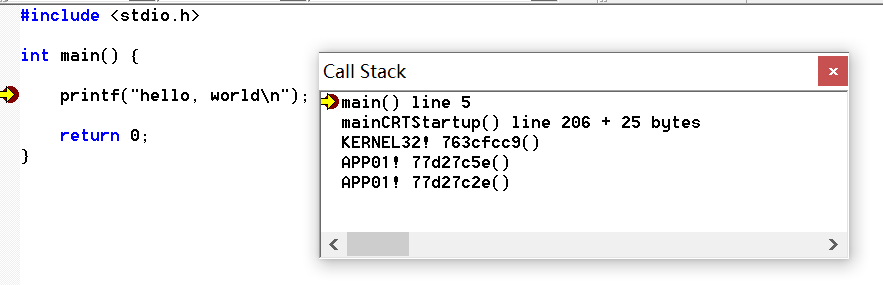 #include <stdio.h>
int main() {
printf("hello, world\n");
return 0;
}
Call Stack
main() line 5
mainCRTStartup() line 206 + 25 bytes
KERNEL32! 763cfcc9()
APP01! 77d27c5e()
APP01! 77d27c2e()